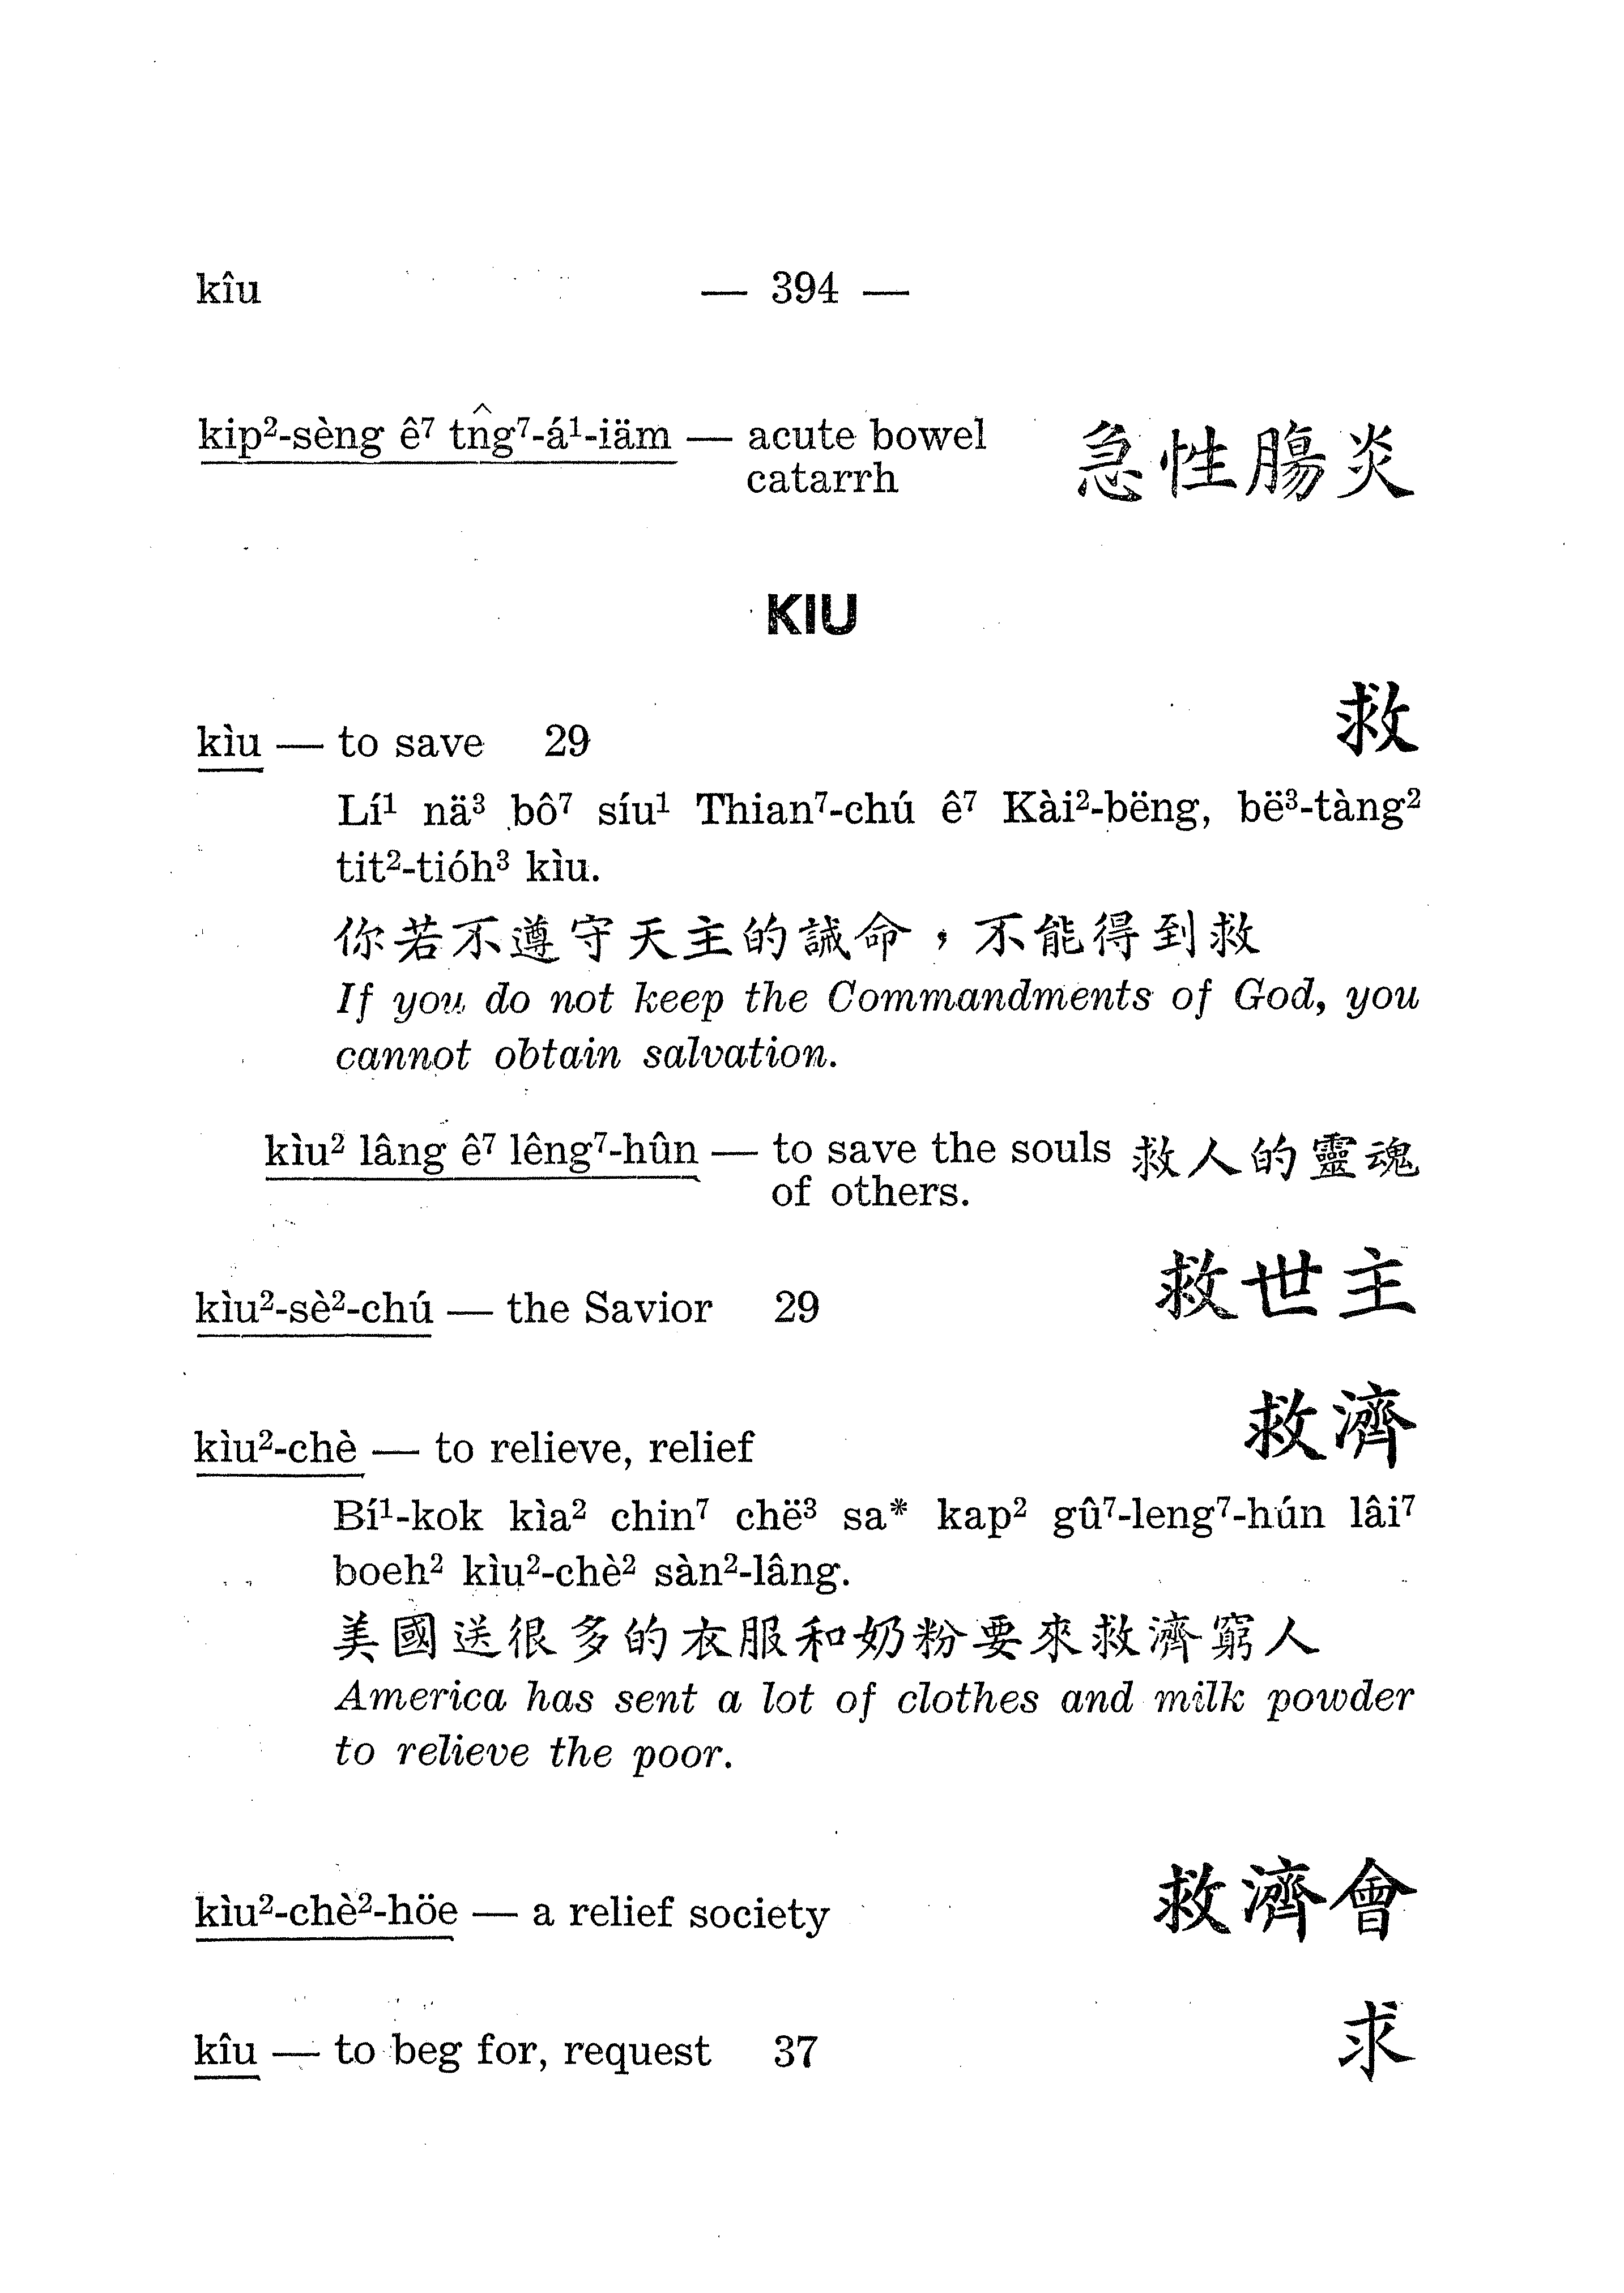 kîu — 394 —
kip²-sèng ê⁷ tn̂g⁷-á¹-iäm — acute bowel 急性腸炎
catarrh
KIU
kìu — to save 29 救
Lí¹ nä³ bô⁷ síu¹ Thian⁷-chú ê⁷ Kài²-bëng, bë³-tàng²
tit²-tióh³ kìu.
你若不遵守天主的誡命，不能得到救
If you do not keep the Commandments of God, you
cannot obtain salvation.
kìu² lâng ê⁷ lêng⁷-hûn — to save the souls 救人的靈魂
of others.
kìu²-sè²-chú — the Savior 29 救世主
kìu²-chè — to relieve, relief 救濟
Bí¹-kok kìa² chin⁷ chë³ sa* kap² gû⁷-leng⁷-hún lâi⁷
boeh² kìu²-chè² sàn²-lâng.
美國送很多的衣服和奶粉要來救濟窮人
America has sent a lot of clothes and milk powder
to relieve the poor.
kìu²-chè²-höe — a relief society 救濟會
kîu — to beg for, request 37 求